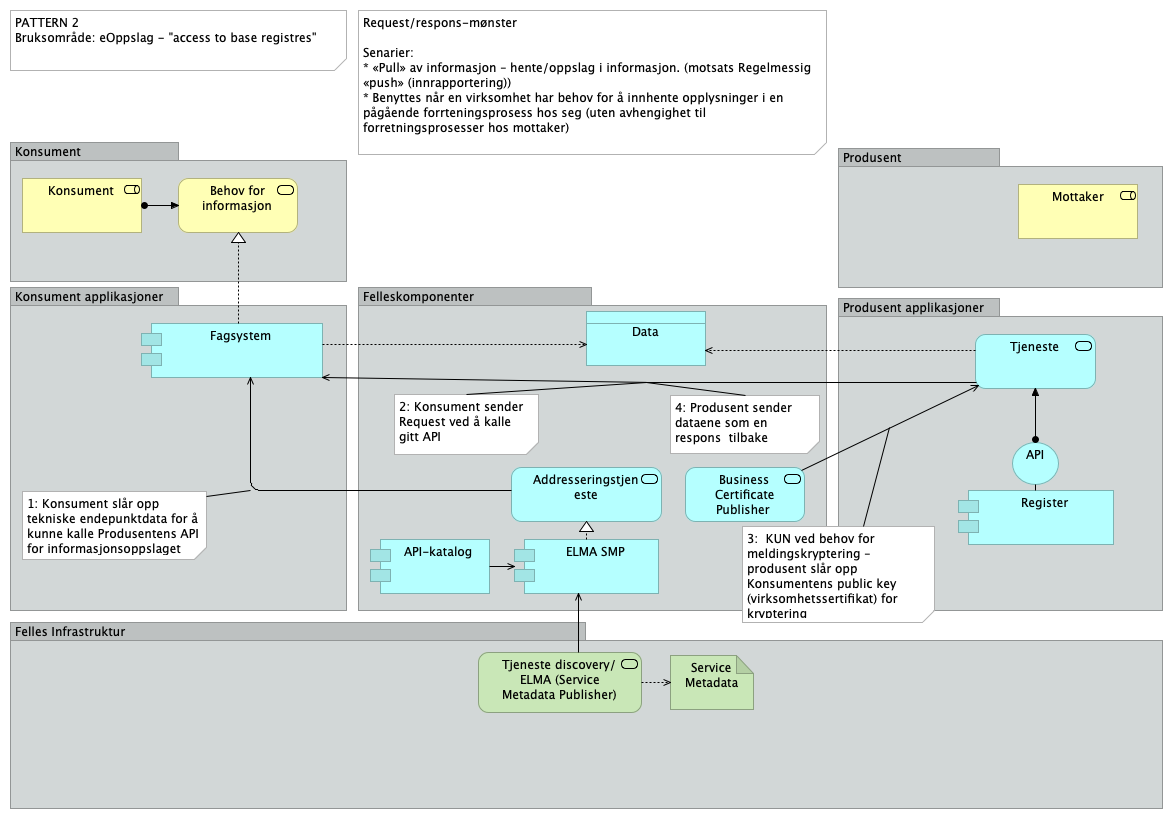 PATTERN 2
Bruksområde: eOppslag - "access to base registres"
Request/respons-mønster
Senarier:
* «Pull» av informasjon - hente/oppslag i informasjon. (motsats Regelmessig
«push» (innrapportering))
* Benyttes når en virksomhet har behov for å innhente opplysninger i en
pågående forrteningsprosess hos seg (uten avhengighet til
forretningsprosesser hos mottaker)
Konsument
Konsument
Behov for
informasjon
Produsent
Mottaker
Konsument applikasjoner
Fagsystem
1: Konsument slår opp
tekniske endepunktdata for å
kunne kalle Produsentens API
for informasjonsoppslaget
Felleskomponenter
Data
2: Konsument sender
Request ved å kalle
gitt API
4: Produsent sender
dataene som en
respons tilbake
Addresseringstjen
este
Business
Certificate
Publisher
API-katalog
ELMA SMP
Produsent applikasjoner
Tjeneste
API
Register
3: KUN ved behov for
meldingskryptering -
produsent slår opp
Konsumentens public key
(virksomhetssertifikat) for
kryptering
Felles Infrastruktur
Tjeneste discovery/
ELMA (Service
Metadata Publisher)
Service
Metadata